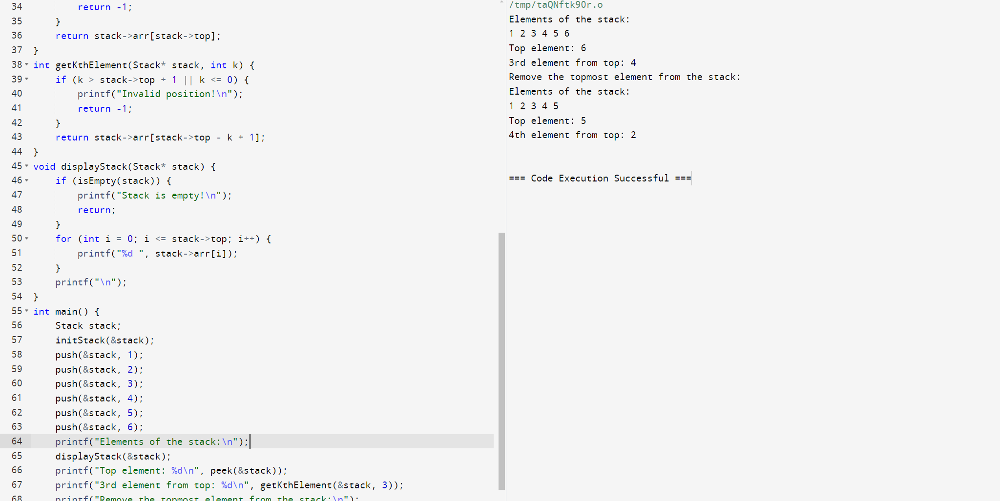 34 return -1;
35 }
36 return stack->arr[stack->top];
37 }
38 int getKthElement(Stack* stack, int k) {
39 if (k > stack->top + 1 || k <= 0) {
40 printf("Invalid position!\n");
41 return -1;
42 }
43 return stack->arr[stack->top - k + 1];
44 }
45 void displayStack(Stack* stack) {
46 if (isEmpty(stack)) {
47 printf("Stack is empty!\n");
48 return;
49 }
50 for (int i = 0; i <= stack->top; i++) {
51 printf("%d ", stack->arr[i]);
52 }
53 printf("\n");
54 }
55 int main() {
56 Stack stack;
57 initStack(&stack);
58 push(&stack, 1);
59 push(&stack, 2);
60 push(&stack, 3);
61 push(&stack, 4);
62 push(&stack, 5);
63 push(&stack, 6);
64 printf("Elements of the stack:\n");
65 displayStack(&stack);
66 printf("Top element: %d\n", peek(&stack));
67 printf("3rd element from top: %d\n", getKthElement(&stack, 3));
68 printf("Remove the topmost element from the stack:\n");
/tmp/taQNftk90r.o
Elements of the stack:
1 2 3 4 5 6
Top element: 6
3rd element from top: 4
Remove the topmost element from the stack:
Elements of the stack:
1 2 3 4 5
Top element: 5
4th element from top: 2
=== Code Execution Successful ===